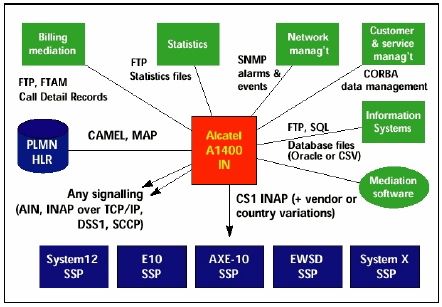 Billing
mediation
Statistics
Network
manag't
Customer
& service
manag't
FTP, FTAM
Call Detail Records
FTP
Statistics files
SNMP
alarms &
events
CORBA
data management
PLMN
HLR
CAMEL, MAP
Alcatel
A1400
IN
FTP, SQL
Database files
(Oracle or CSV)
Information
Systems
Mediation
software
Any signalling
(AIN, INAP over TCP/IP,
DSS1, SCCP)
CS1 INAP (+ vendor or
country variations)
System12
SSP
E10
SSP
AXE-10
SSP
EWSD
SSP
System X
SSP